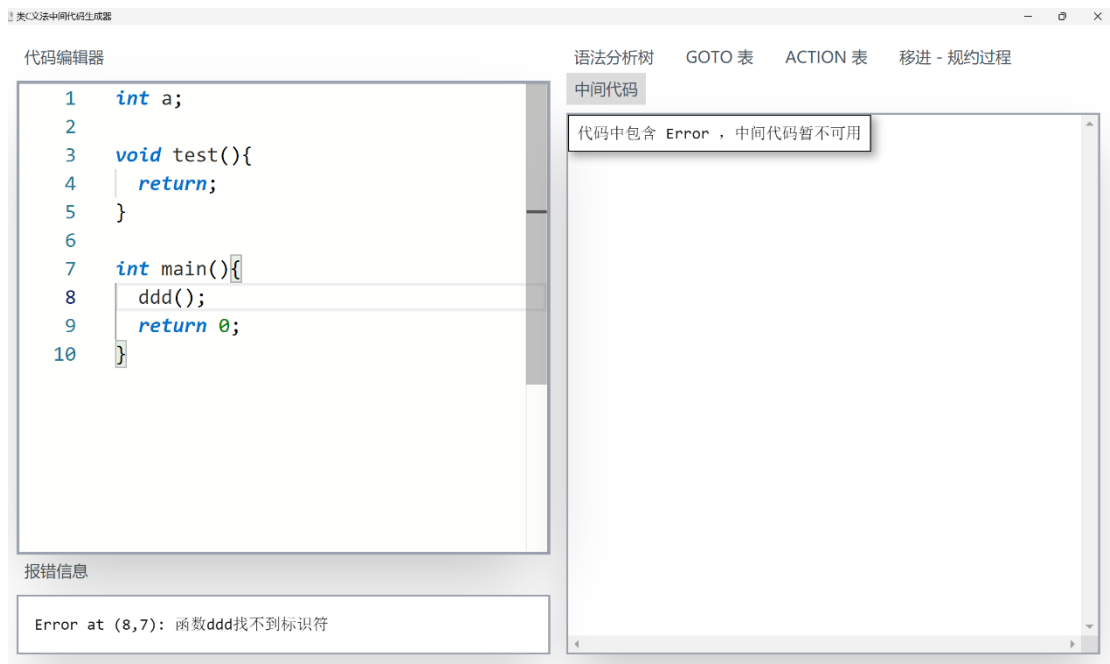 类C文法中间代码生成器
代码编辑器
1 int a;
2
3 void test(){
4 return;
5 }
6
7 int main(){
8 ddd();
9 return 0;
10 }
报错信息
Error at (8,7): 函数ddd找不到标识符
语法分析树 GOTO 表 ACTION 表 移进 - 规约过程
中间代码
代码中包含 Error ，中间代码暂不可用